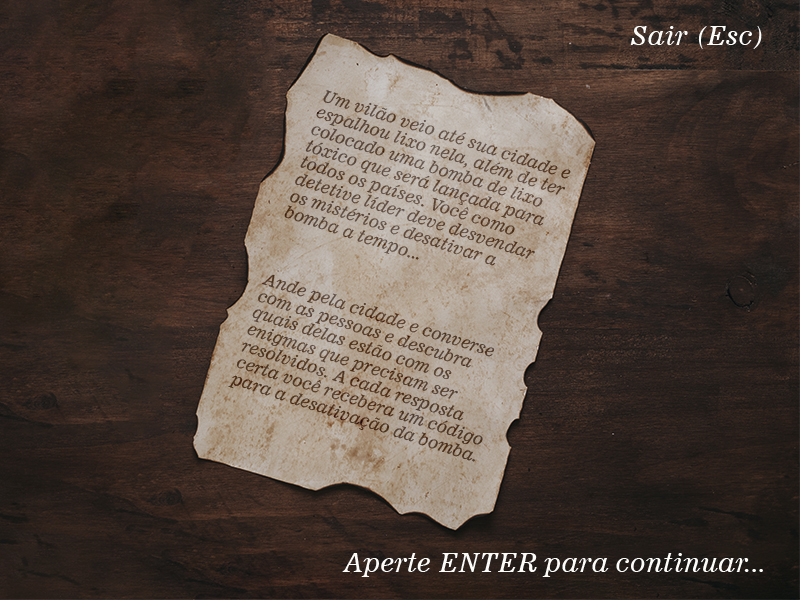 Sair (Esc)
Um vilão veio até sua cidade e
espalhou lixo nela, além de ter
colocado uma bomba de lixo
tóxico que será lançada para
todos os países. Você como
detetive líder deve desvendar
os mistérios e desativar a
bomba a tempo...
Ande pela cidade e converse
com as pessoas e descubra
quais delas estão com os
enigmas que precisam ser
resolvidos. A cada resposta
certa você recebera um código
para a desativação da bomba.
Aperte ENTER para continuar...